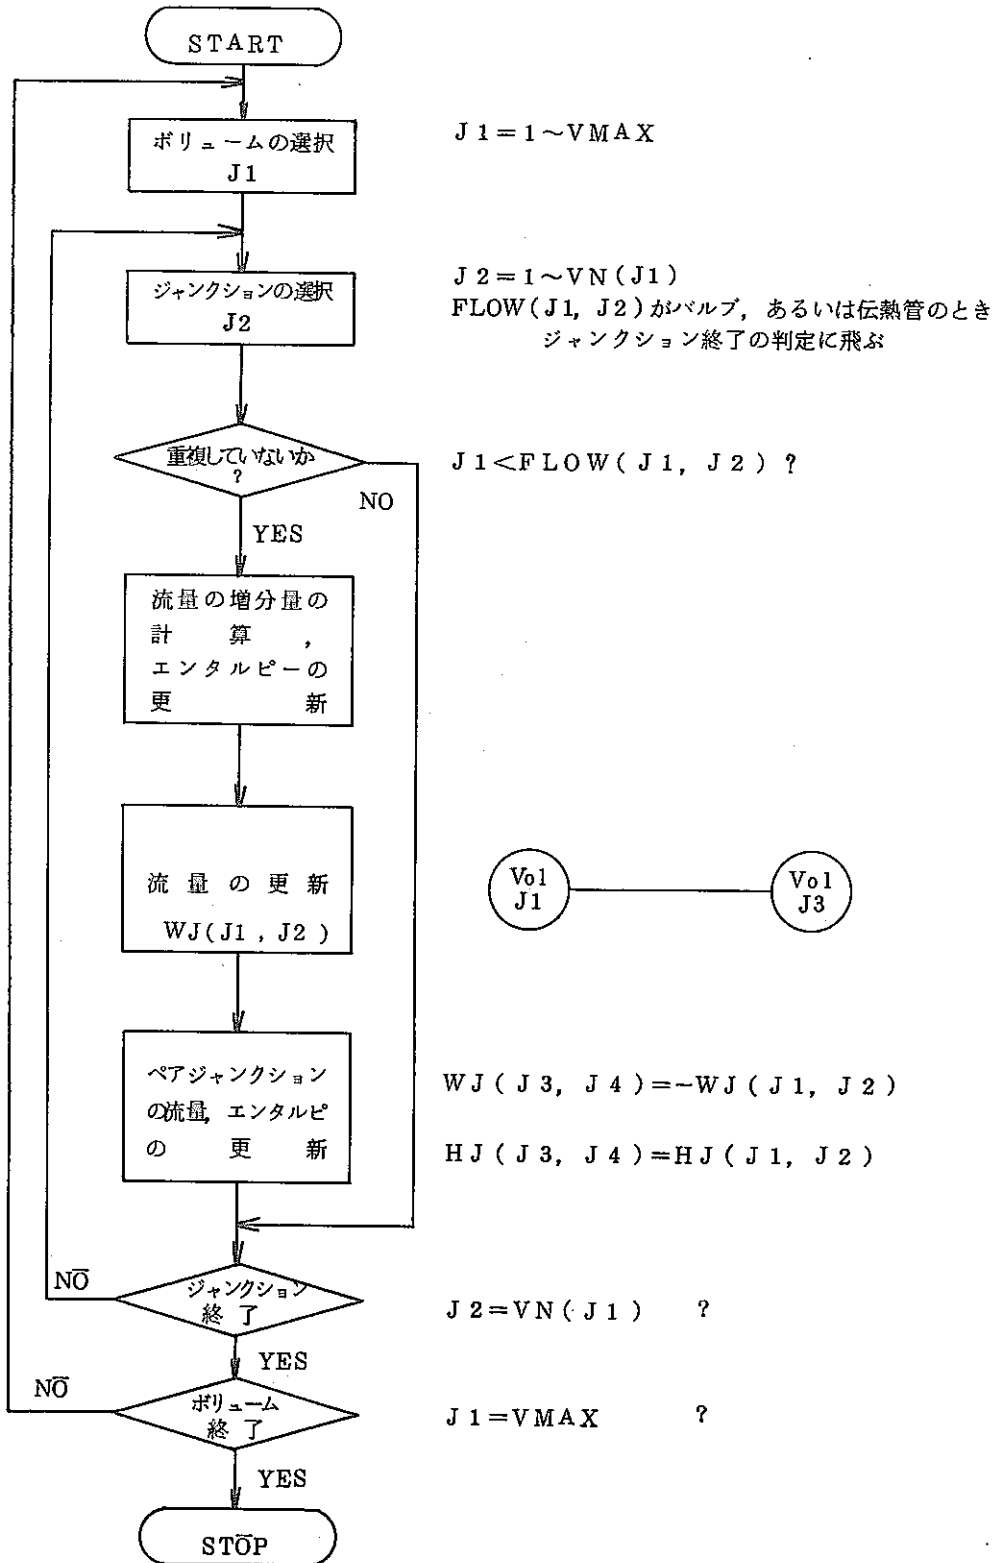 START
ボリュームの選択
J1
J1=1~VMAX
ジャンクションの選択
J2
J2=1~VN(J1)
FLOW(J1, J2)がバルブ, あるいは伝熱管のとき
ジャンクション終了の判定に飛ぶ
重複していないか
?
J1<FLOW(J1, J2)?
NO
YES
流量の増分量の
計算,
エンタルピーの
更新
流量の更新
WJ(J1, J2)
Vol
J1
Vol
J3
ペアジャンクション
の流量, エンタルピ
の更新
WJ(J3, J4)=-WJ(J1, J2)
HJ(J3, J4)=HJ(J1, J2)
NO
ジャンクション
終了
J2=VN(J1) ?
YES
NO
ボリューム
終了
J1=VMAX ?
YES
STOP